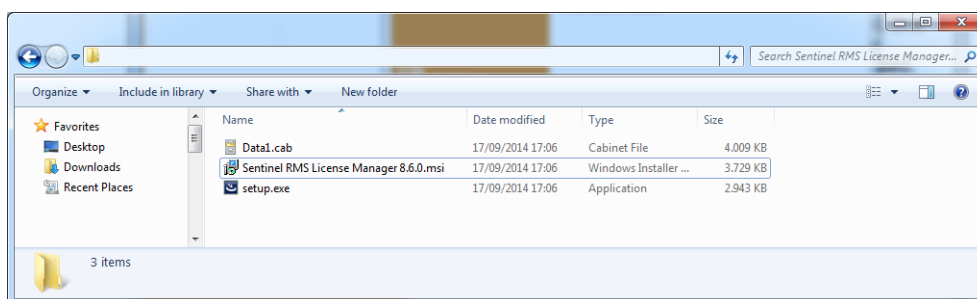 Search Sentinel RMS License Manager...
Organize Include in library Share with New folder
Favorites
Desktop
Downloads
Recent Places
Name Date modified Type Size
Data1.cab 17/09/2014 17:06 Cabinet File 4.009 KB
Sentinel RMS License Manager 8.6.0.msi 17/09/2014 17:06 Windows Installer ... 3.729 KB
setup.exe 17/09/2014 17:06 Application 2.943 KB
3 items